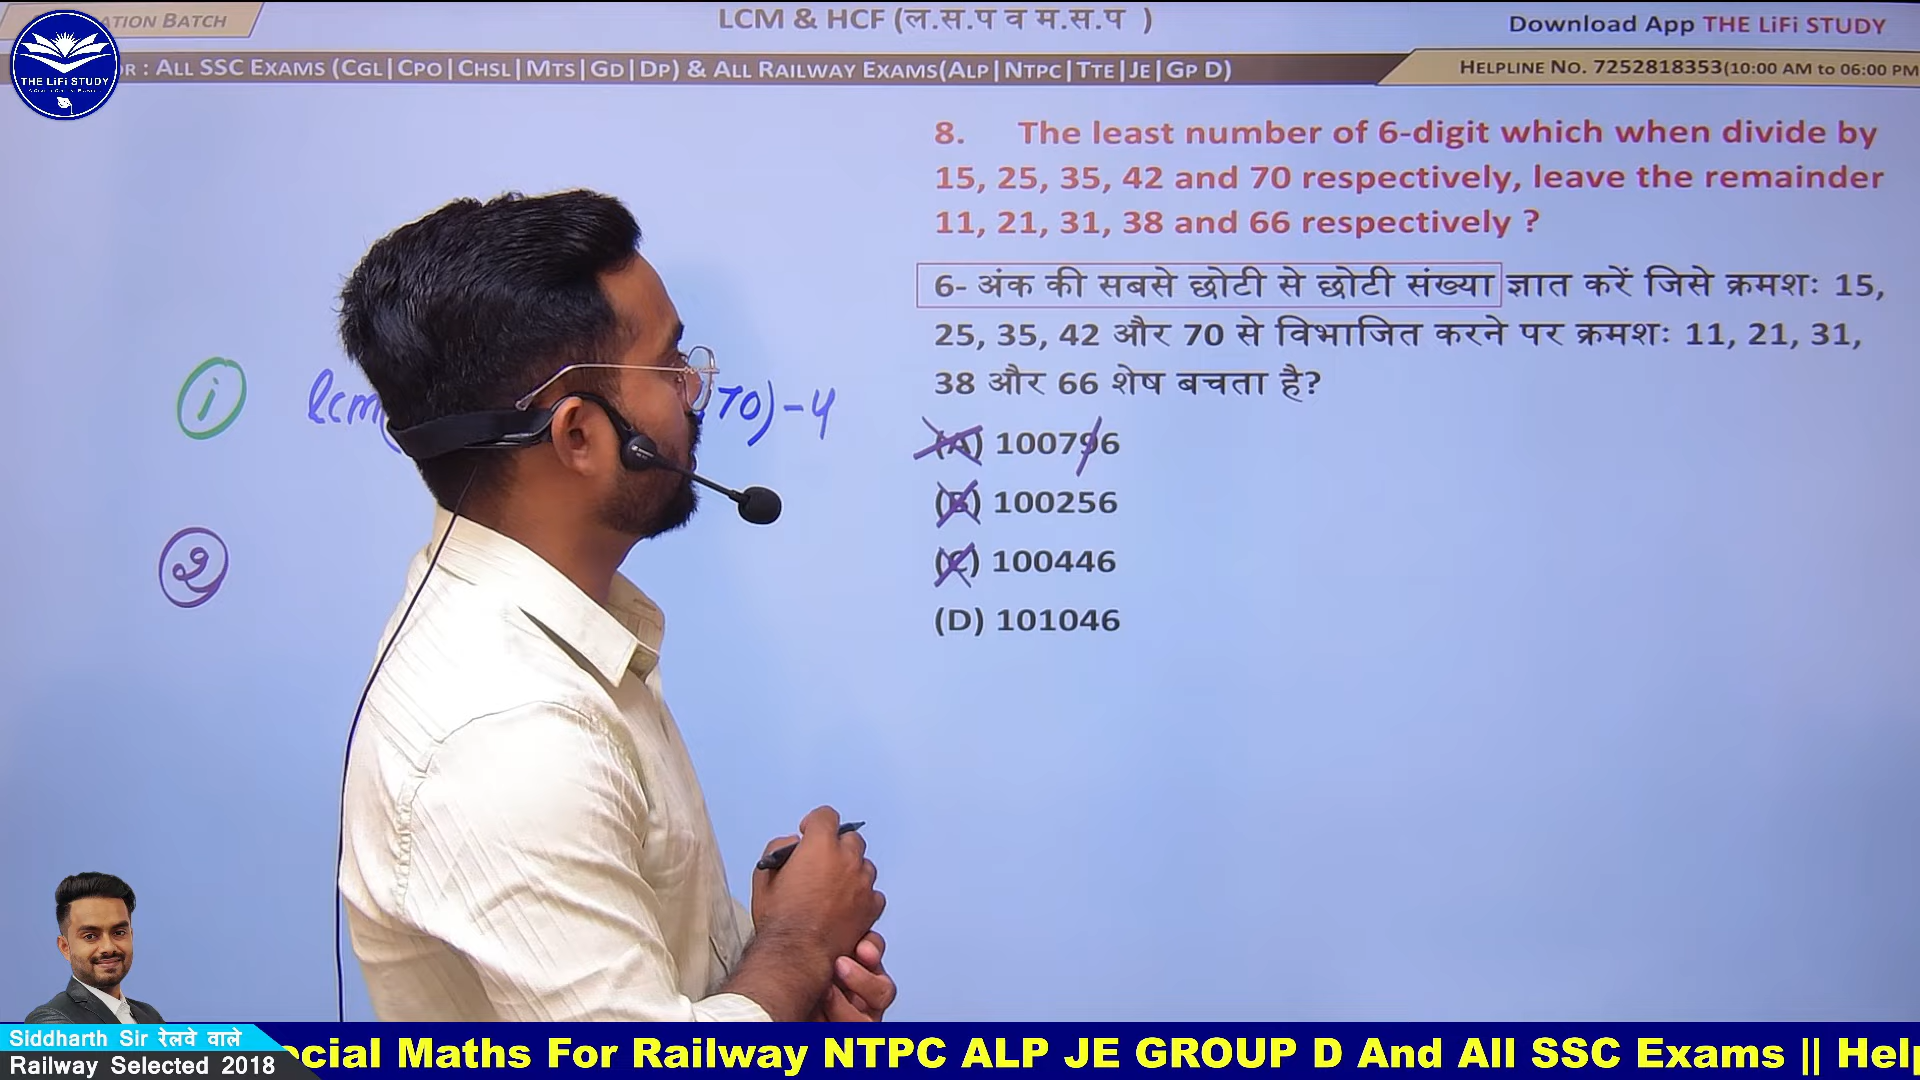 ATION BATCH
LCM & HCF (ल.स.प व म.स.प )
Download App THE LiFi STUDY
THE LiFi STUDY
R : ALL SSC EXAMS (CGL|CPO|CHSL|MTS|GD|DP) & ALL RAILWAY EXAMS(ALP|NTPC|TTE|JE|GP D)
HELPLINE NO. 7252818353(10:00 AM TO 06:00 PM
8. The least number of 6-digit which when divide by
15, 25, 35, 42 and 70 respectively, leave the remainder
11, 21, 31, 38 and 66 respectively ?
6- अंक की सबसे छोटी से छोटी संख्या ज्ञात करें जिसे क्रमशः 15,
25, 35, 42 और 70 से विभाजित करने पर क्रमशः 11, 21, 31,
38 और 66 शेष बचता है?
i lcm( 70)-4
(A) 100796
(B) 100256
(C) 100446
२
(D) 101046
Siddharth Sir रेलवे वाले
Railway Selected 2018
ocial Maths For Railway NTPC ALP JE GROUP D And All SSC Exams || Help